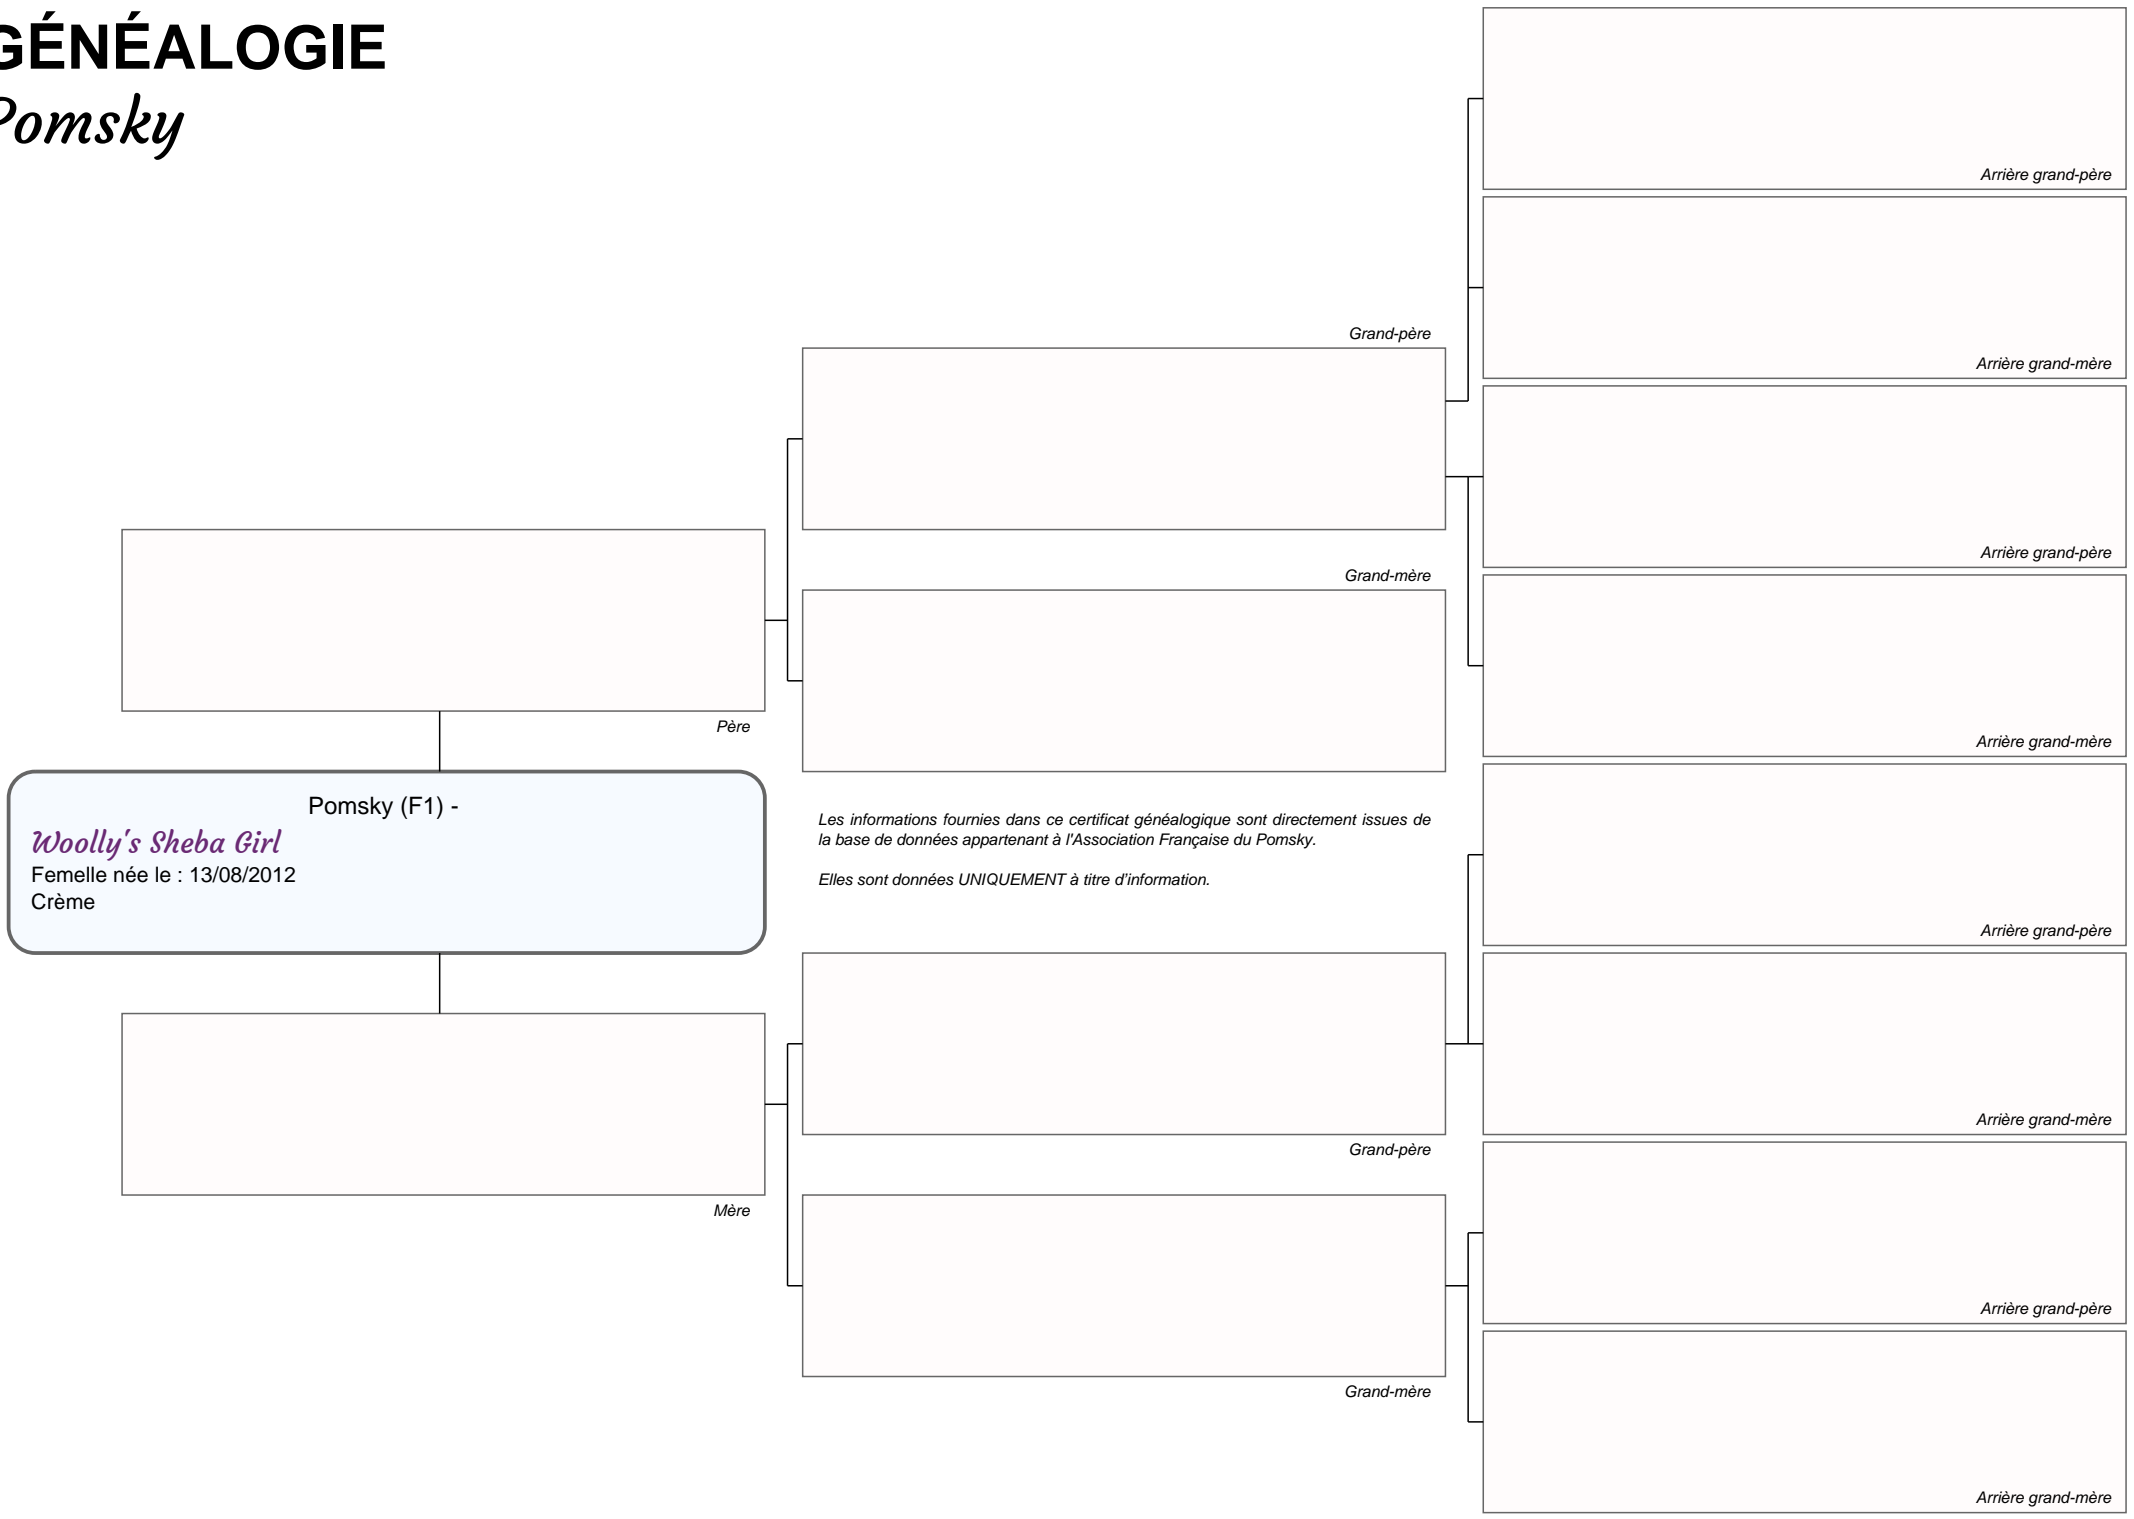 GÉNÉALOGIE
Pomsky
Arrière grand-père
Arrière grand-mère
Grand-père
Arrière grand-père
Grand-mère
Arrière grand-mère
Père
Pomsky (F1) -
Woolly's Sheba Girl
Femelle née le : 13/08/2012
Crème
Les informations fournies dans ce certificat généalogique sont directement issues de
la base de données appartenant à l'Association Française du Pomsky.
Elles sont données UNIQUEMENT à titre d'information.
Arrière grand-père
Arrière grand-mère
Grand-père
Mère
Arrière grand-père
Grand-mère
Arrière grand-mère